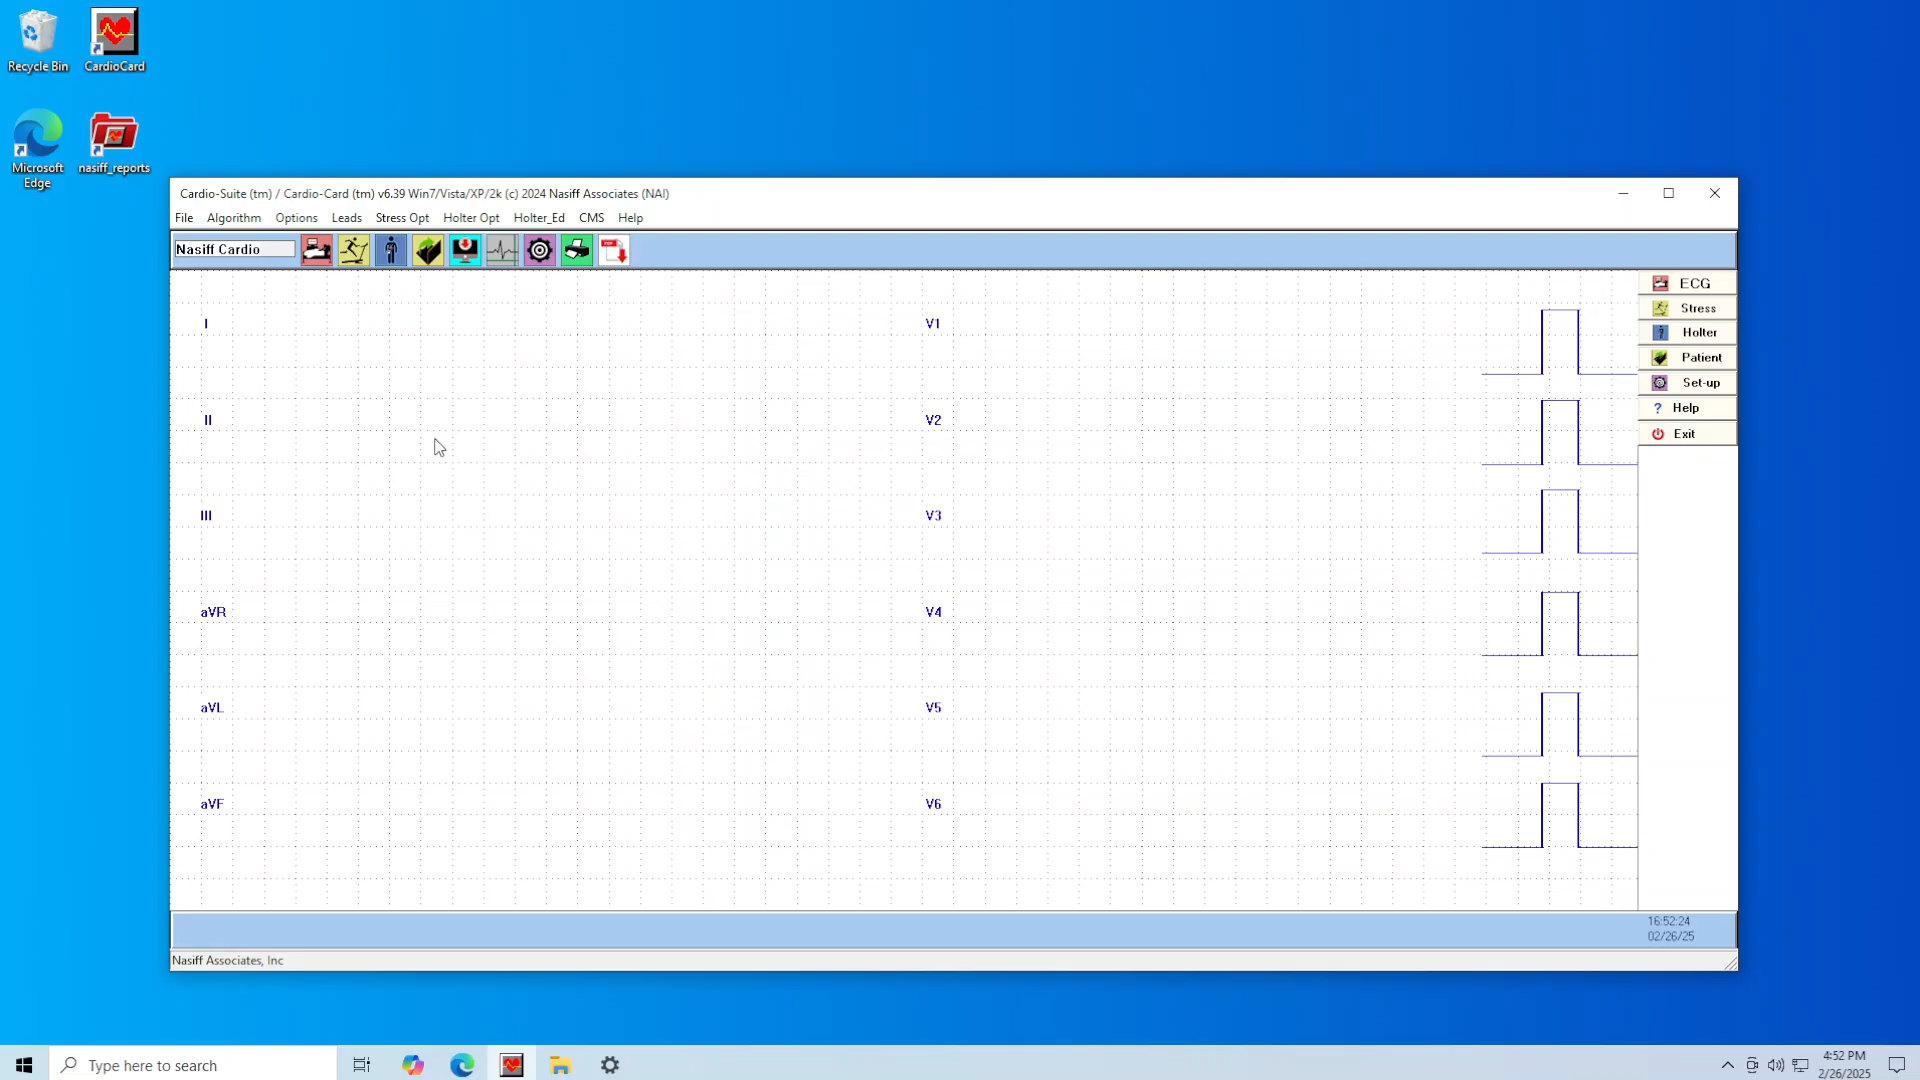 Recycle Bin
CardioCard
Microsoft
Edge
nasiff_reports
Cardio-Suite (tm) / Cardio-Card (tm) v6.39 Win7/Vista/XP/2k (c) 2024 Nasiff Associates (NAI)
File Algorithm Options Leads Stress Opt Holter Opt Holter_Ed CMS Help
Nasiff Cardio
I V1
II V2
III V3
aVR V4
aVL V5
aVF V6
ECG
Stress
Holter
Patient
Set-up
? Help
Exit
16:52:24
02/26/25
Nasiff Associates, Inc
Type here to search
4:52 PM
2/26/2025